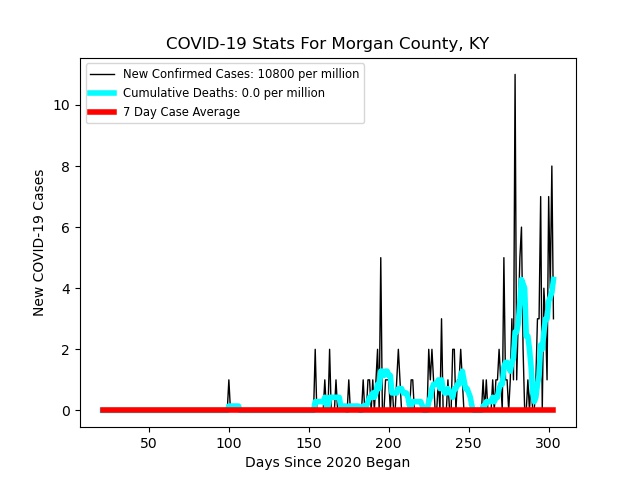 COVID-19 Stats For Morgan County, KY
New Confirmed Cases: 10800 per million
Cumulative Deaths: 0.0 per million
7 Day Case Average
10
8
6
4
2
0
New COVID-19 Cases
50 100 150 200 250 300
Days Since 2020 Began